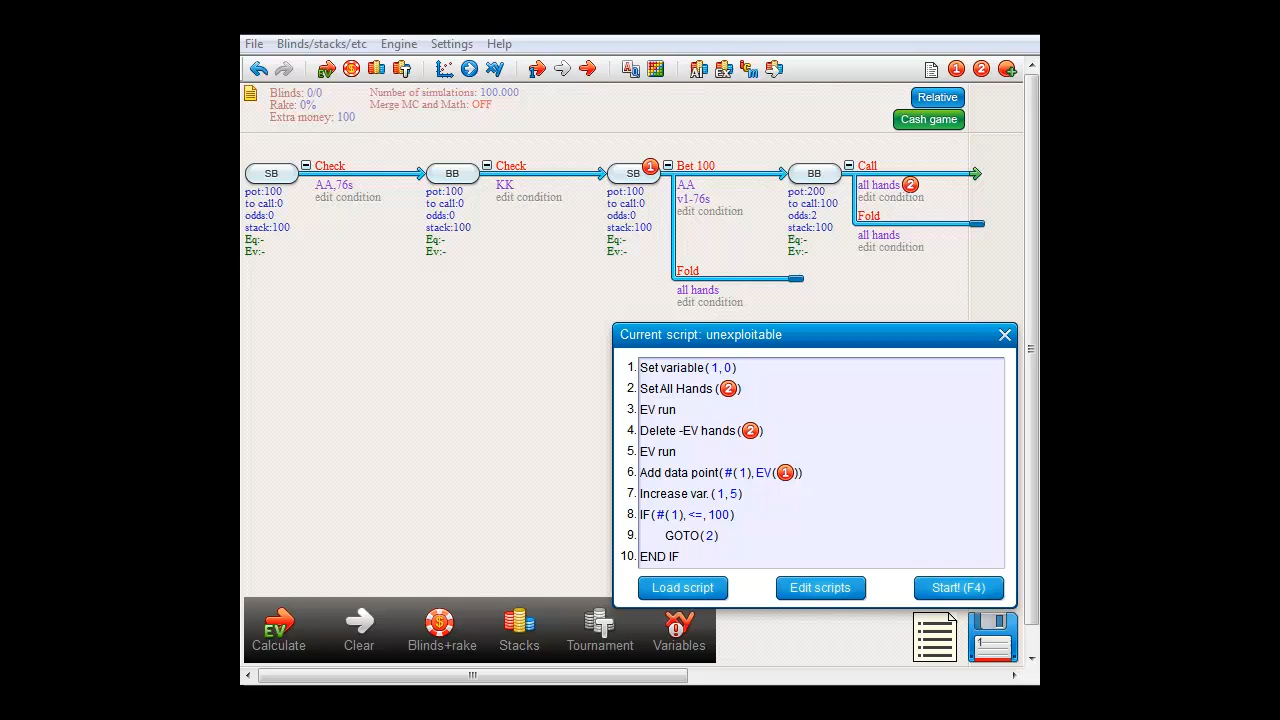 File Blinds/stacks/etc Engine Settings Help
1 2
Blinds: 0/0 Number of simulations: 100.000
Rake: 0% Merge MC and Math: OFF
Extra money: 100
Relative
Cash game
SB Check BB Check SB 1 Bet 100 BB Call
AA,76s KK AA all hands 2
edit condition edit condition v1-76s edit condition
edit condition
pot:100 pot:100 pot:100 pot:200
to call:0 to call:0 to call:0 to call:100
odds:0 odds:0 odds:0 odds:2
stack:100 stack:100 stack:100 stack:100
Eq:- Eq:- Eq:- Eq:-
Ev:- Ev:- Ev:- Ev:-
Fold
all hands
edit condition
Fold
all hands
edit condition
Current script: unexploitable
1. Set variable( 1, 0)
2. Set All Hands (2)
3. EV run
4. Delete -EV hands(2)
5. EV run
6. Add data point( #( 1), EV(1))
7. Increase var. ( 1, 5)
8. IF( #( 1), <=, 100)
9. GOTO( 2)
10. END IF
Load script Edit scripts Start! (F4)
EV
Calculate Clear Blinds+rake Stacks Tournament Variables
1